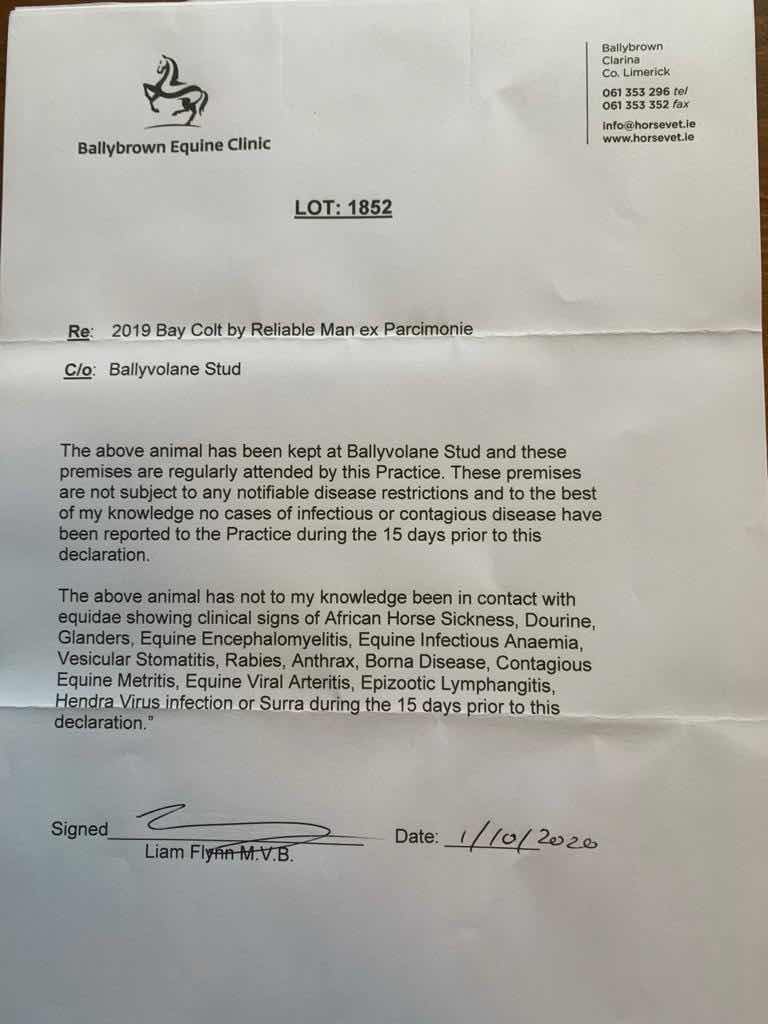 Ballybrown
Clarina
Co. Limerick
061 353 296 tel
061 353 352 fax
info@horsevet.ie
www.horsevet.ie
Ballybrown Equine Clinic
LOT: 1852
Re: 2019 Bay Colt by Reliable Man ex Parcimonie
C/o: Ballyvolane Stud
The above animal has been kept at Ballyvolane Stud and these
premises are regularly attended by this Practice. These premises
are not subject to any notifiable disease restrictions and to the best
of my knowledge no cases of infectious or contagious disease have
been reported to the Practice during the 15 days prior to this
declaration.
The above animal has not to my knowledge been in contact with
equidae showing clinical signs of African Horse Sickness, Dourine,
Glanders, Equine Encephalomyelitis, Equine Infectious Anaemia,
Vesicular Stomatitis, Rabies, Anthrax, Borna Disease, Contagious
Equine Metritis, Equine Viral Arteritis, Epizootic Lymphangitis,
Hendra Virus infection or Surra during the 15 days prior to this
declaration.”
Signed Date: 1/10/2020
Liam Flynn M.V.B.